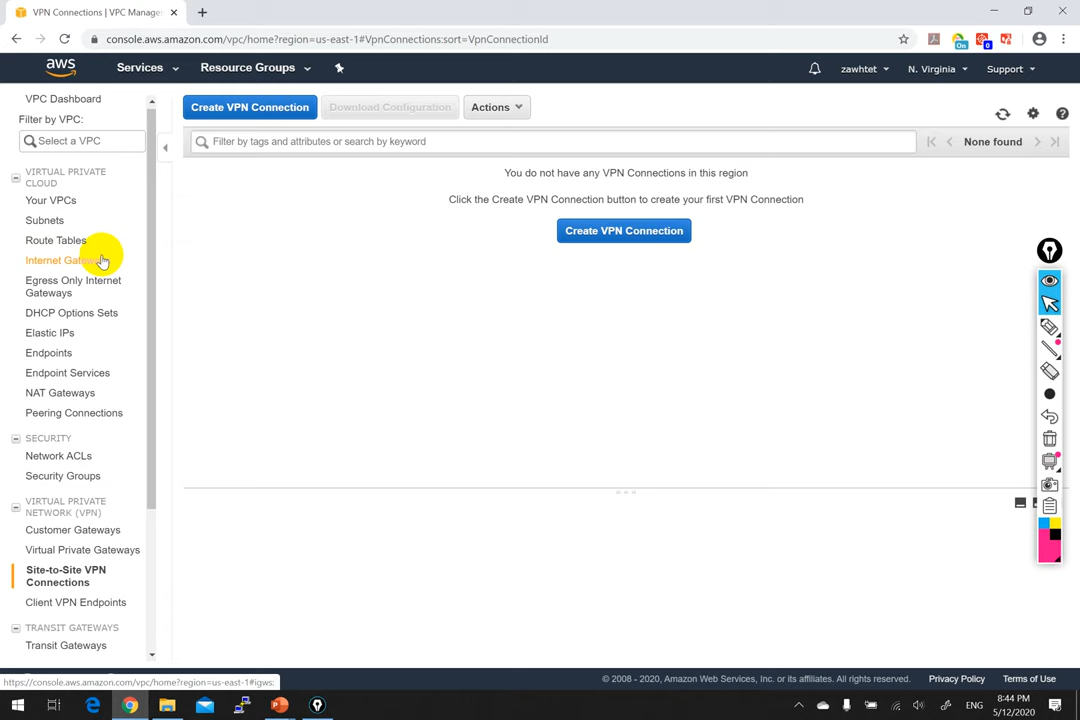 VPN Connections | VPC Manage
console.aws.amazon.com/vpc/home?region=us-east-1#VpnConnections:sort=VpnConnectionId
On
0
aws
Services
Resource Groups
zawhtet
N. Virginia
Support
VPC Dashboard
Filter by VPC:
Select a VPC
VIRTUAL PRIVATE
CLOUD
Your VPCs
Subnets
Route Tables
Internet Gateways
Egress Only Internet
Gateways
DHCP Options Sets
Elastic IPs
Endpoints
Endpoint Services
NAT Gateways
Peering Connections
SECURITY
Network ACLs
Security Groups
VIRTUAL PRIVATE
NETWORK (VPN)
Customer Gateways
Virtual Private Gateways
Site-to-Site VPN
Connections
Client VPN Endpoints
TRANSIT GATEWAYS
Transit Gateways
Create VPN Connection
Download Configuration
Actions
Filter by tags and attributes or search by keyword
None found
You do not have any VPN Connections in this region
Click the Create VPN Connection button to create your first VPN Connection
Create VPN Connection
https://console.aws.amazon.com/vpc/home?region=us-east-1#igws:
© 2008 - 2020, Amazon Web Services, Inc. or its affiliates. All rights reserved.
Privacy Policy
Terms of Use
ENG
8:44 PM
5/12/2020